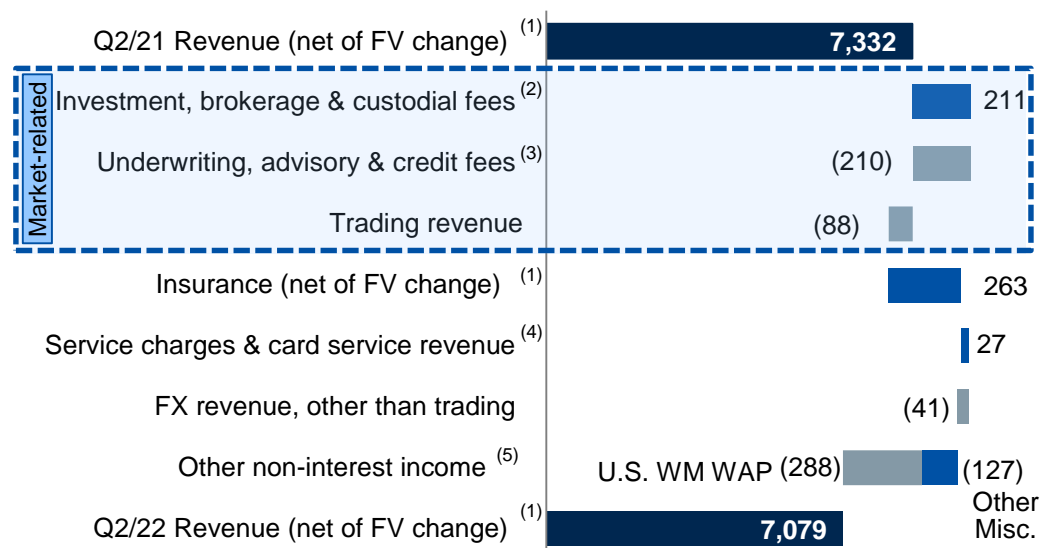 Q2/21 Revenue (net of FV change) (1) 7,332
Market-related
Investment, brokerage & custodial fees (2) 211
Underwriting, advisory & credit fees (3) (210)
Trading revenue (88)
Insurance (net of FV change) (1) 263
Service charges & card service revenue (4) 27
FX revenue, other than trading (41)
Other non-interest income (5) U.S. WM WAP (288) (127)
Other
Misc.
Q2/22 Revenue (net of FV change) (1) 7,079